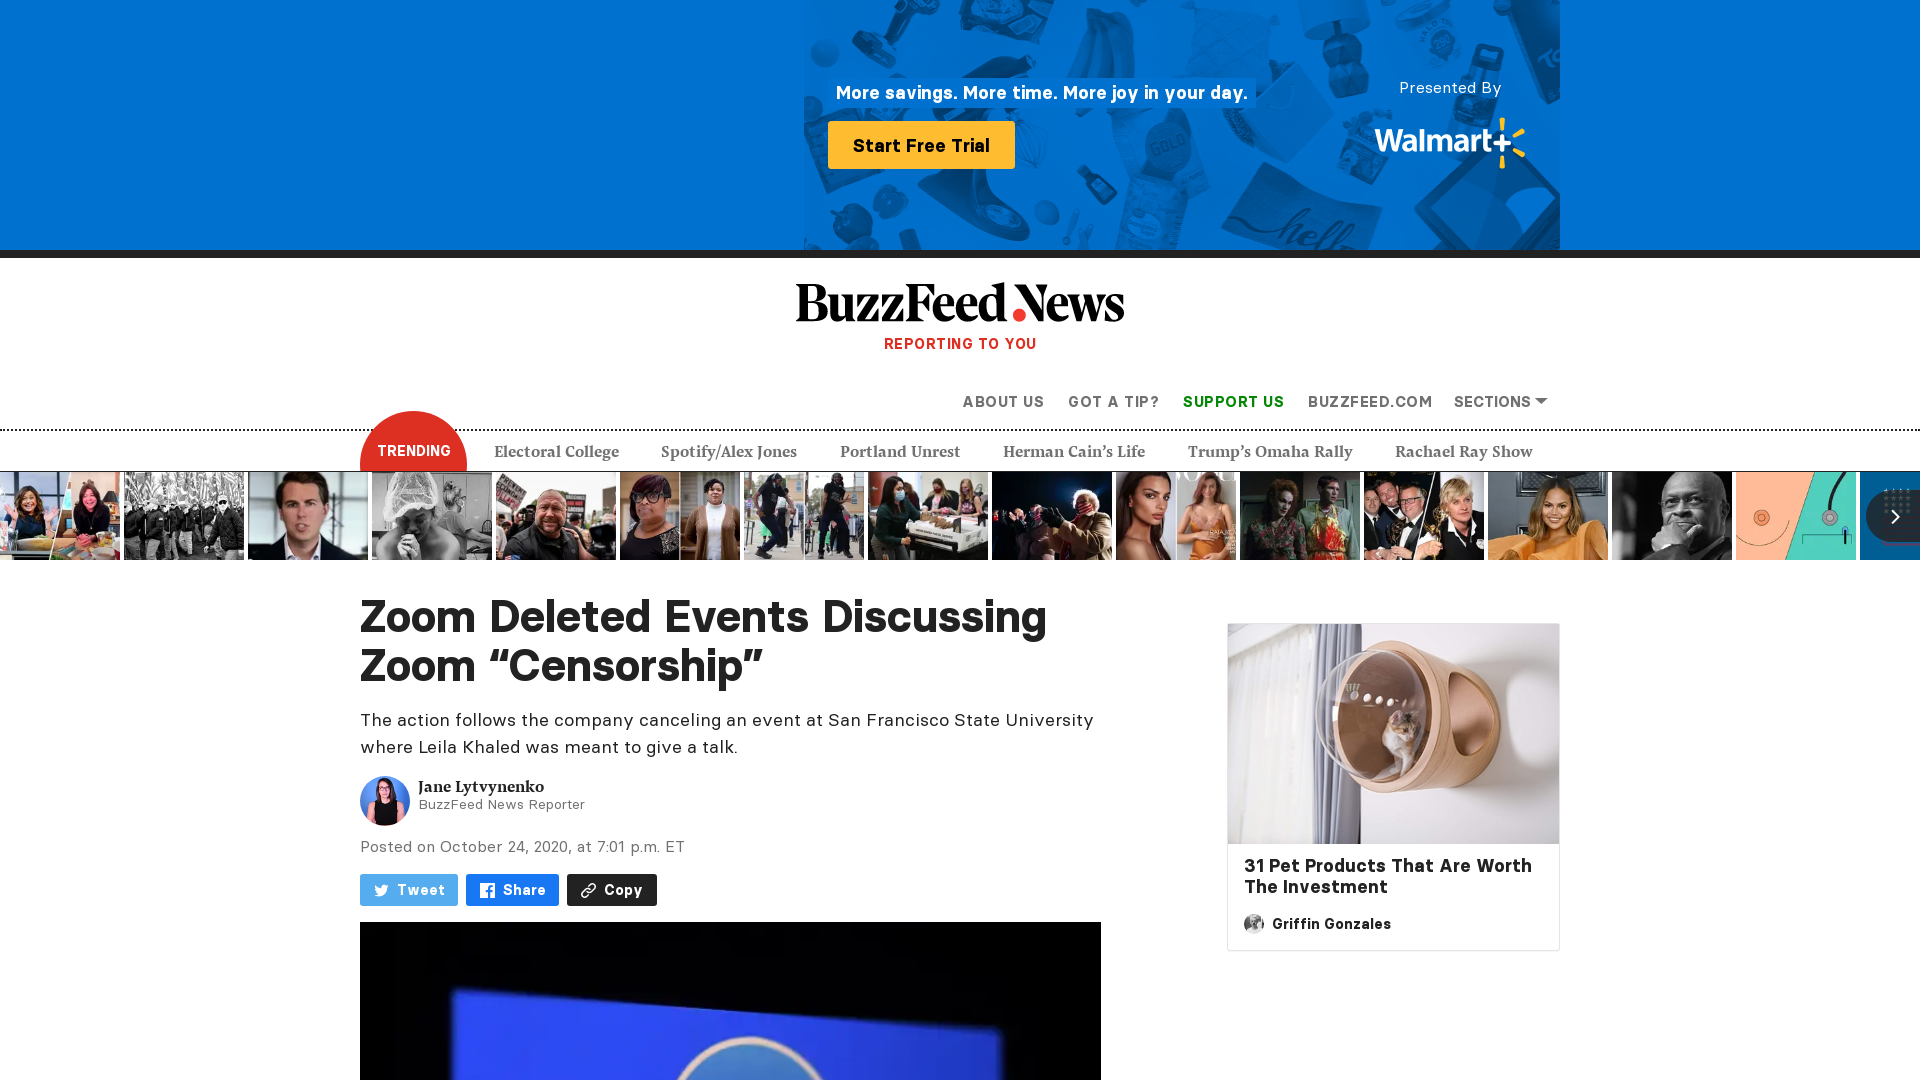 More savings. More time. More joy in your day.
Start Free Trial
Presented By
Walmart+
BuzzFeed News
REPORTING TO YOU
ABOUT US
GOT A TIP?
SUPPORT US
BUZZFEED.COM
SECTIONS
TRENDING
Electoral College
Spotify/Alex Jones
Portland Unrest
Herman Cain’s Life
Trump’s Omaha Rally
Rachael Ray Show
Zoom Deleted Events Discussing
Zoom “Censorship”
The action follows the company canceling an event at San Francisco State University
where Leila Khaled was meant to give a talk.
Jane Lytvynenko
BuzzFeed News Reporter
Posted on October 24, 2020, at 7:01 p.m. ET
Tweet
Share
Copy
31 Pet Products That Are Worth
The Investment
Griffin Gonzales